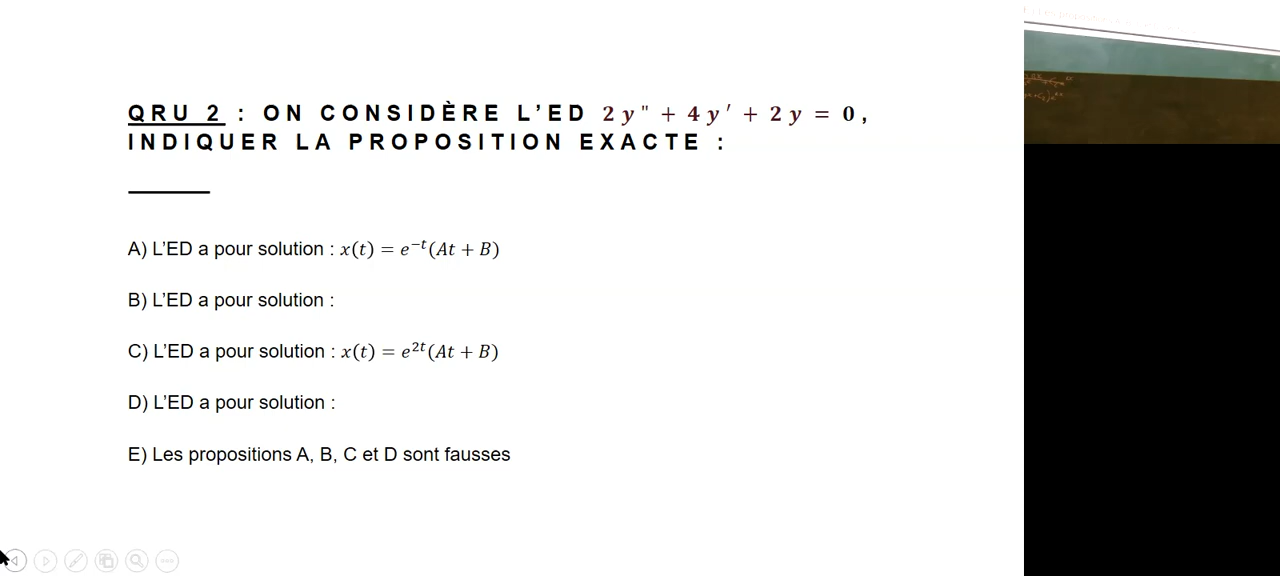 QRU 2 : ON CONSIDÈRE L'ED 2y" + 4y′ + 2y = 0,
INDIQUER LA PROPOSITION EXACTE :
A) L'ED a pour solution : x(t) = e⁻ᵗ(At + B)
B) L'ED a pour solution :
C) L'ED a pour solution : x(t) = e²ᵗ(At + B)
D) L'ED a pour solution :
E) Les propositions A, B, C et D sont fausses